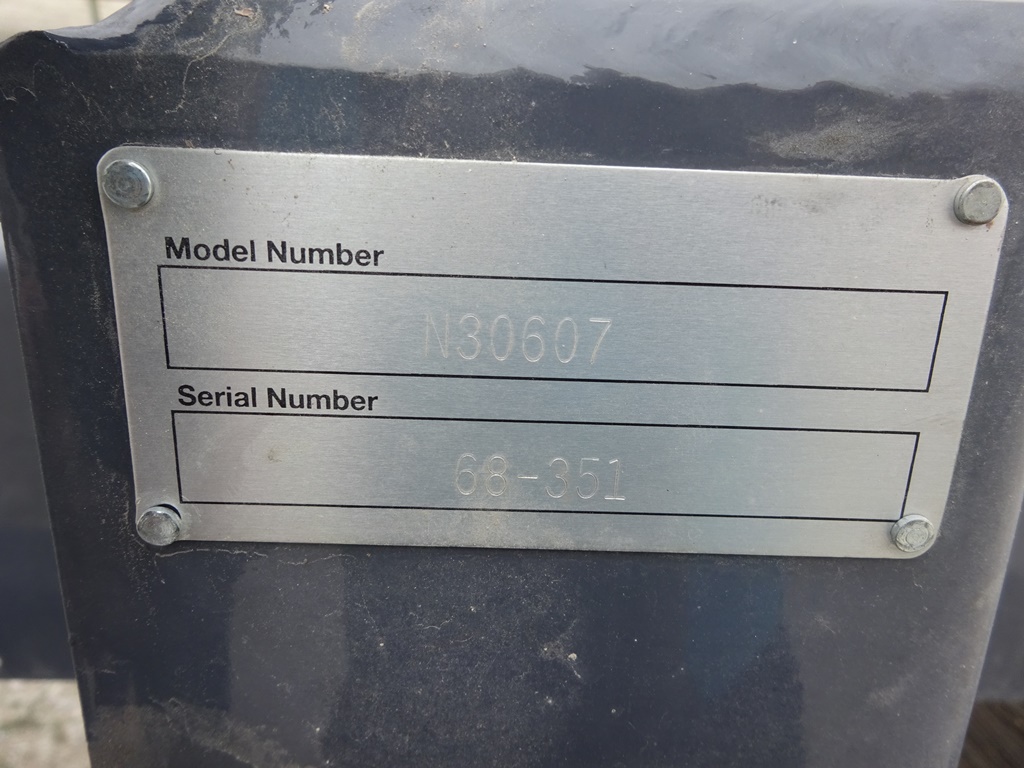 Model Number
N30607
Serial Number
68-351